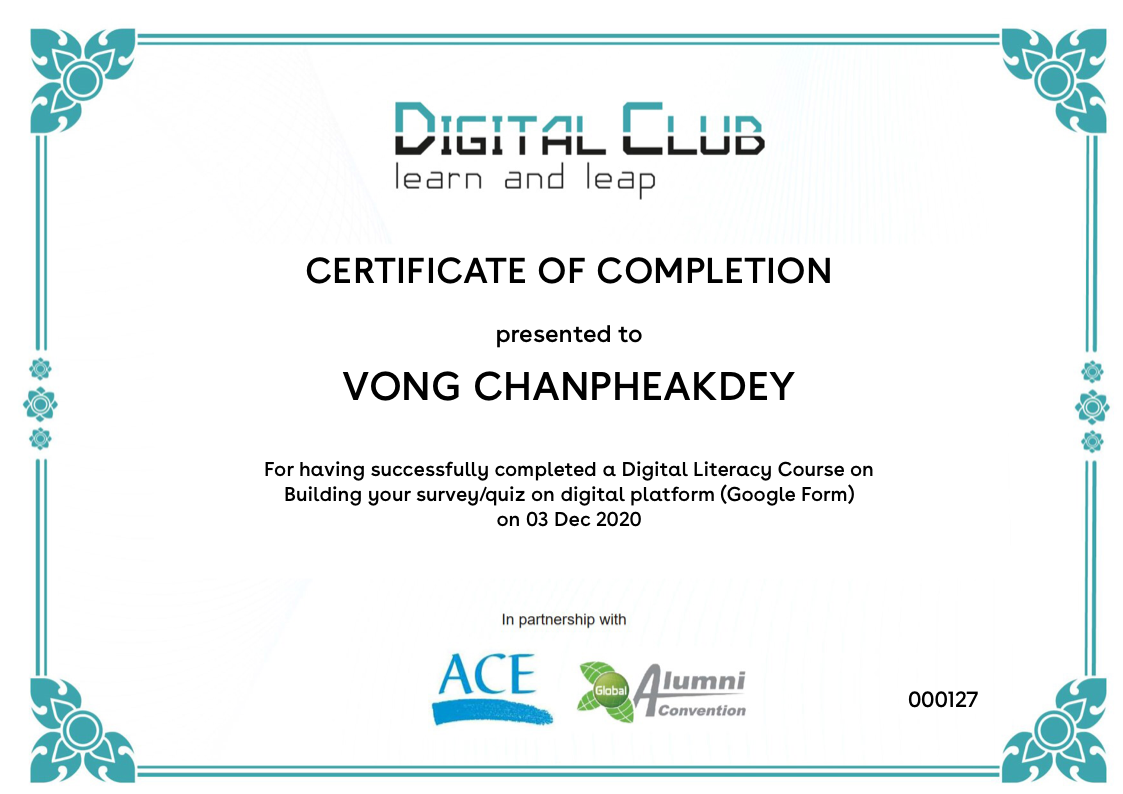 DIGITAL CLUB
learn and leap
CERTIFICATE OF COMPLETION
presented to
VONG CHANPHEAKDEY
For having successfully completed a Digital Literacy Course on
Building your survey/quiz on digital platform (Google Form)
on 03 Dec 2020
In partnership with
ACE
Global Alumni
Convention
000127